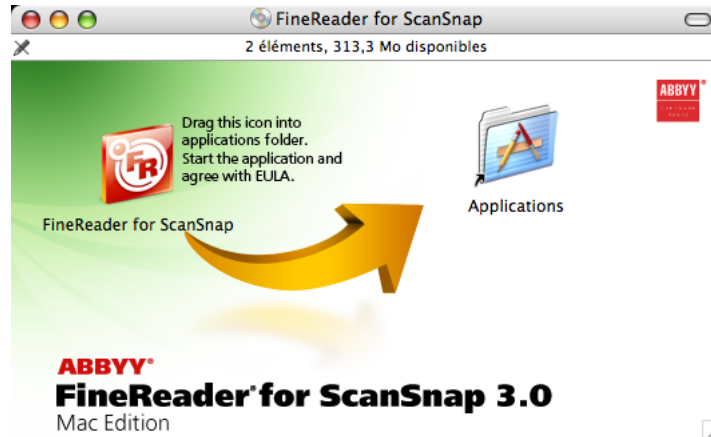 FineReader for ScanSnap
2 éléments, 313,3 Mo disponibles
ABBYY®
Drag this icon into
applications folder.
Start the application and
agree with EULA.
FineReader for ScanSnap
Applications
ABBYY®
FineReader® for ScanSnap 3.0
Mac Edition